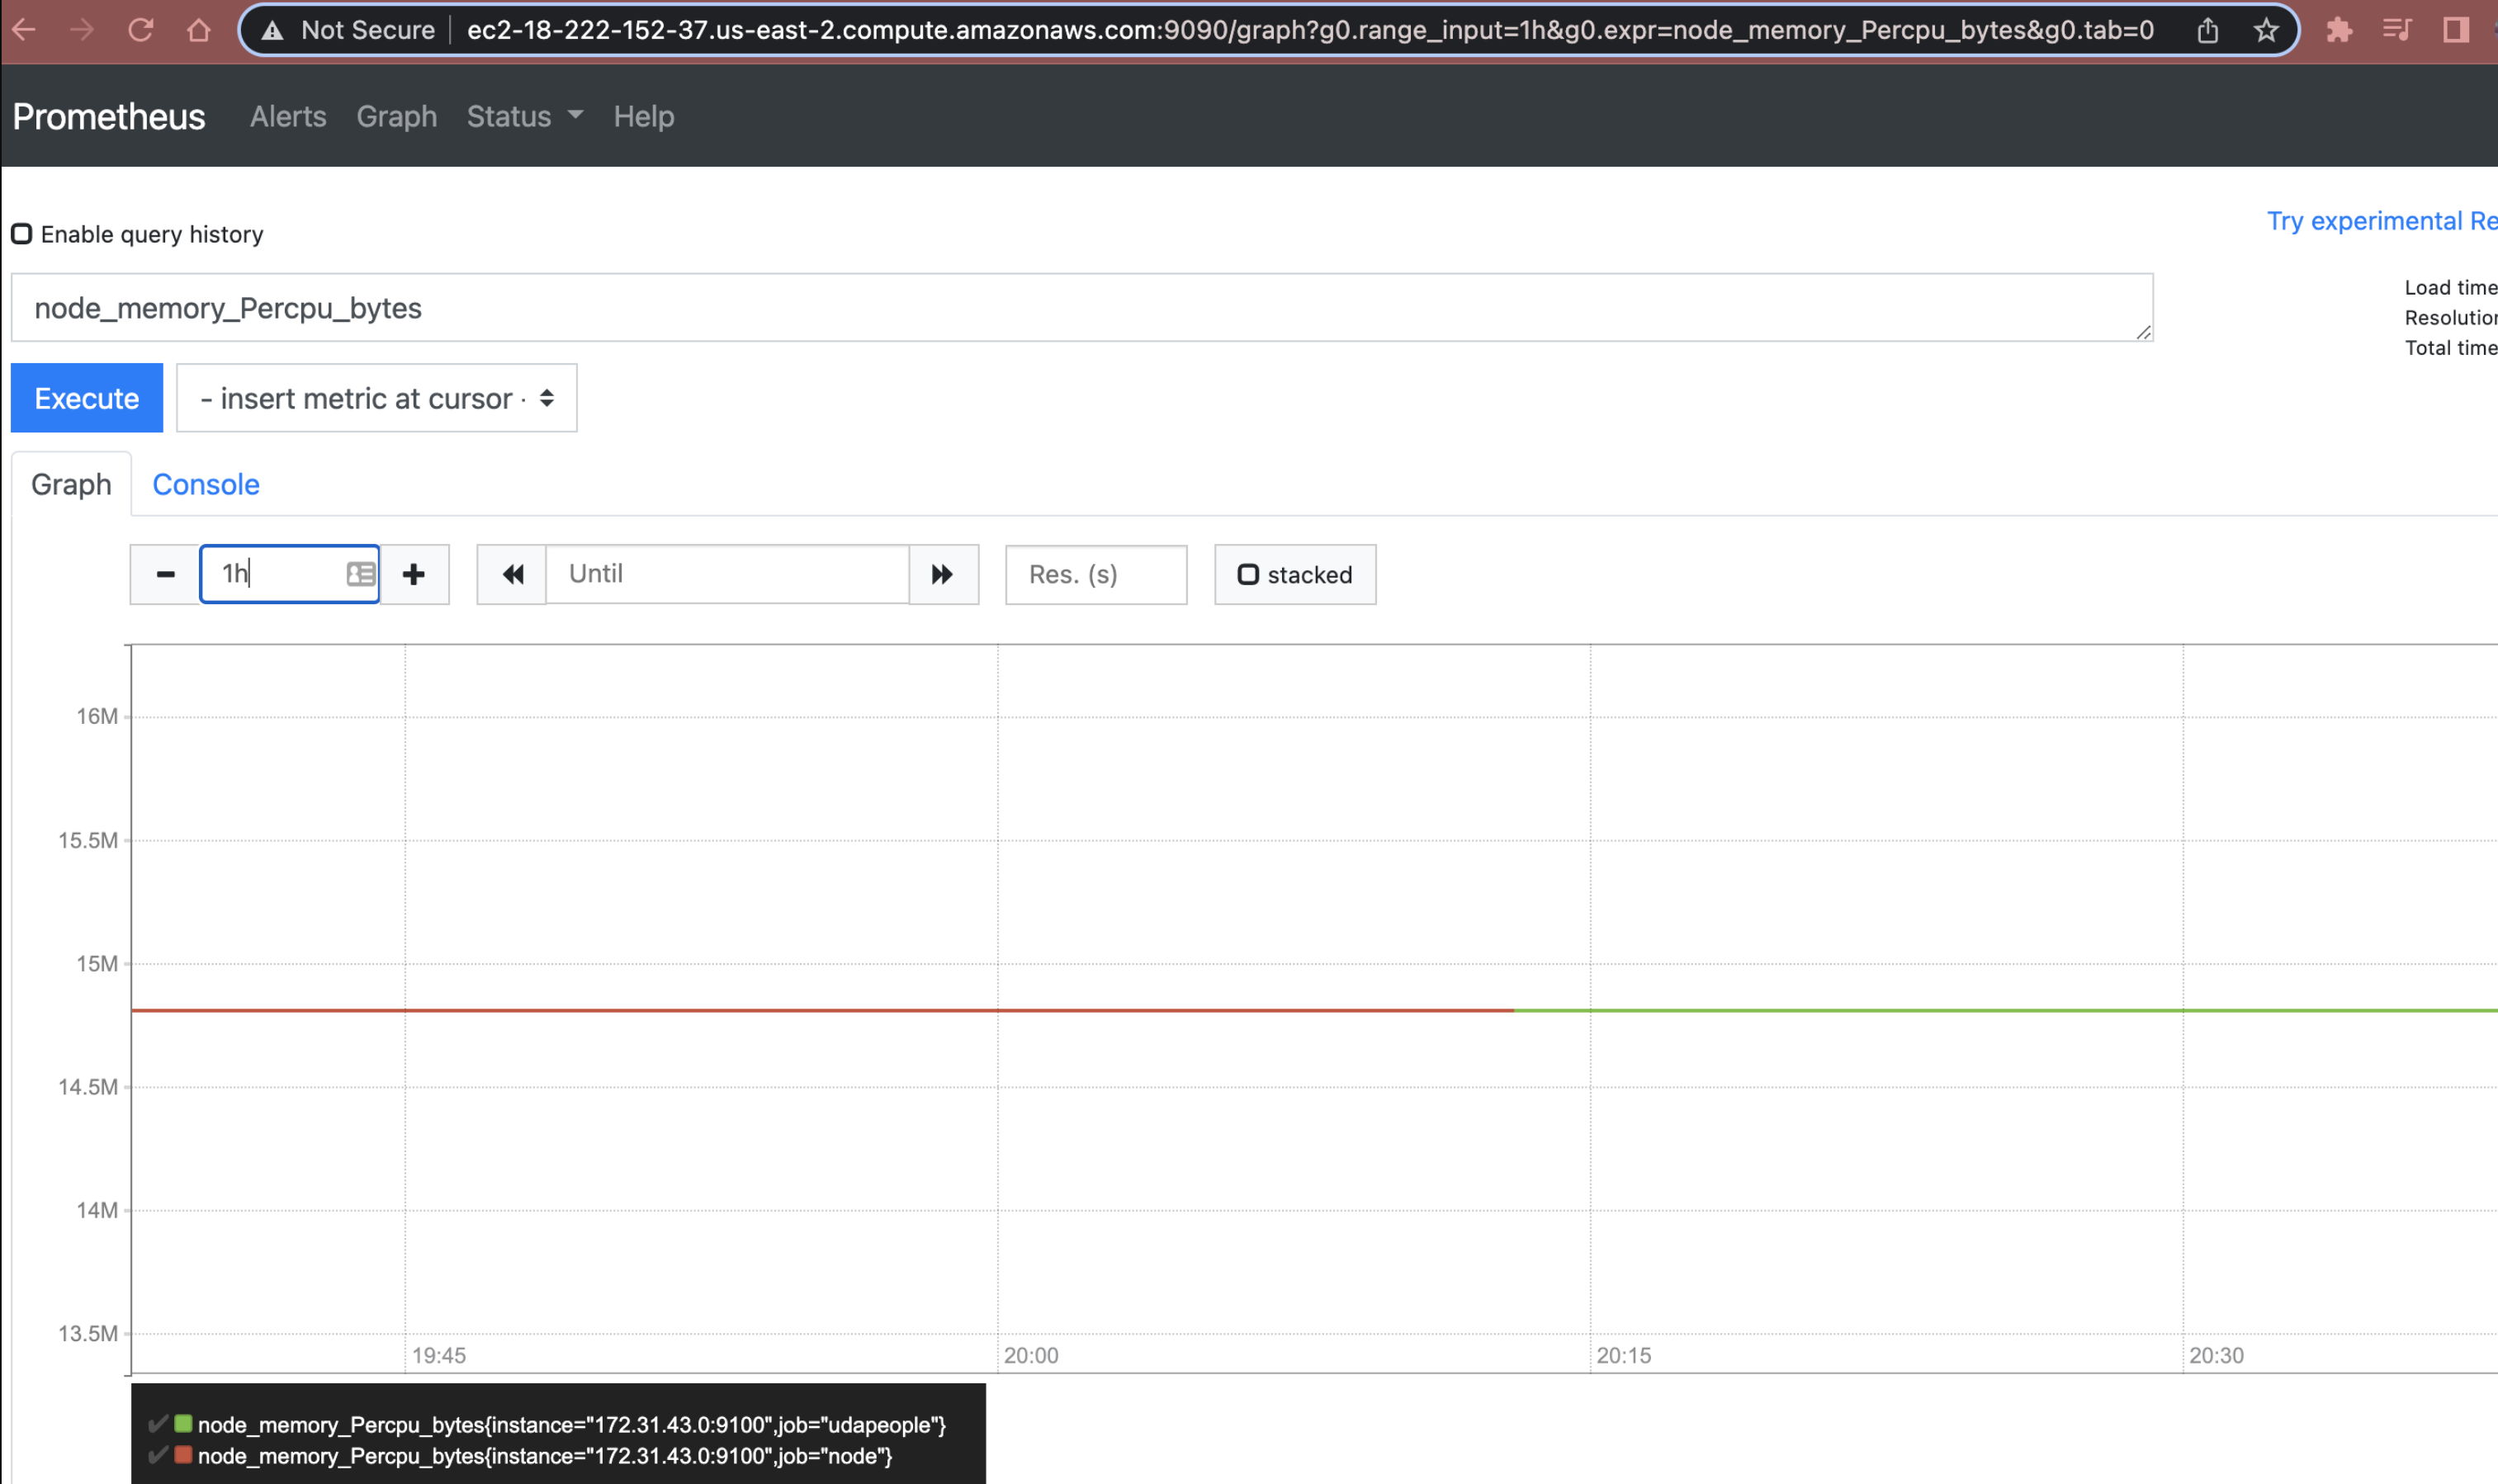 Not Secure ec2-18-222-152-37.us-east-2.compute.amazonaws.com:9090/graph?g0.range_input=1h&g0.expr=node_memory_Percpu_bytes&g0.tab=0
Prometheus Alerts Graph Status Help
Enable query history
Try experimental Re
node_memory_Percpu_bytes
Load time
Resolution
Total time
Execute - insert metric at cursor -
Graph Console
1h Until Res. (s) stacked
16M
15.5M
15M
14.5M
14M
13.5M
19:45 20:00 20:15 20:30
node_memory_Percpu_bytes{instance="172.31.43.0:9100",job="udapeople"}
node_memory_Percpu_bytes{instance="172.31.43.0:9100",job="node"}